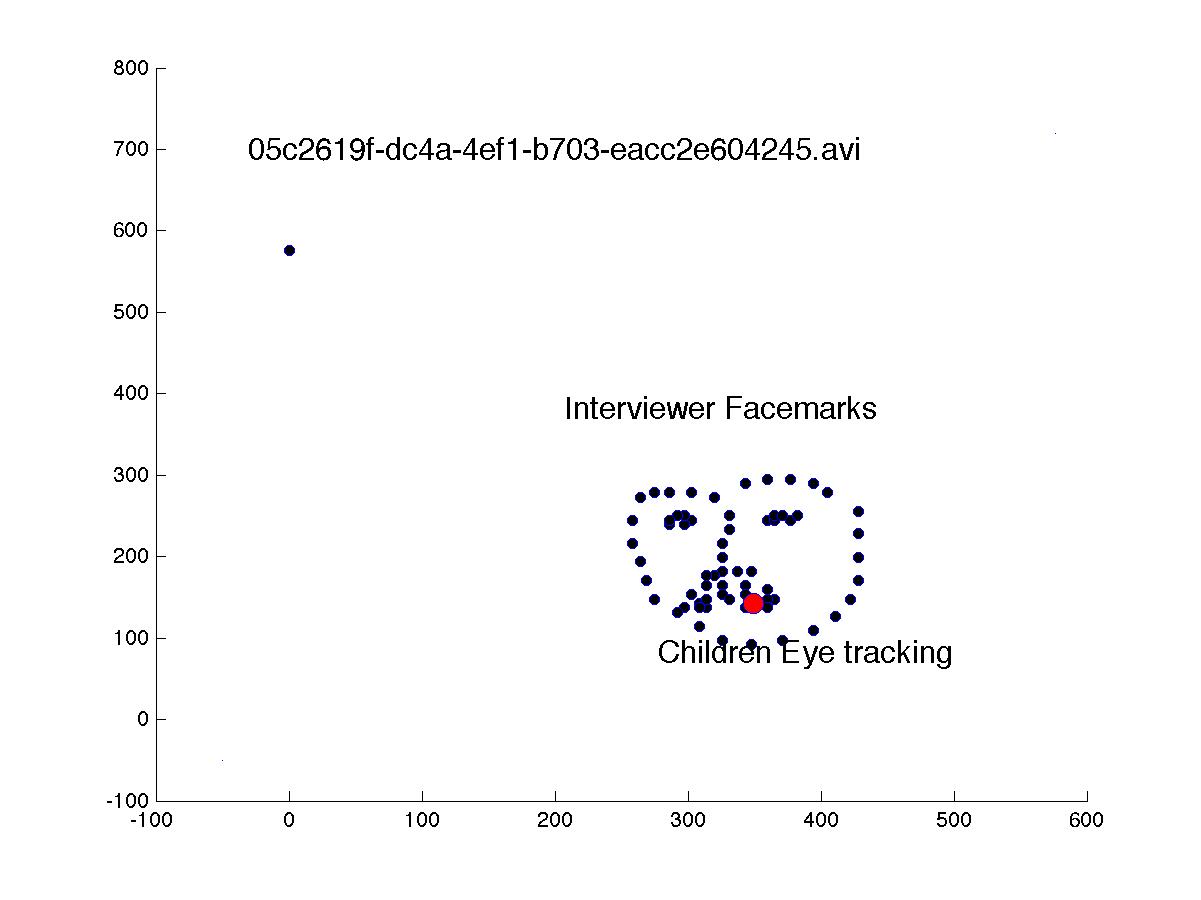 800
700
05c2619f-dc4a-4ef1-b703-eacc2e604245.avi
600
500
400
Interviewer Facemarks
300
200
100
Children Eye tracking
0
-100
-100 0 100 200 300 400 500 600